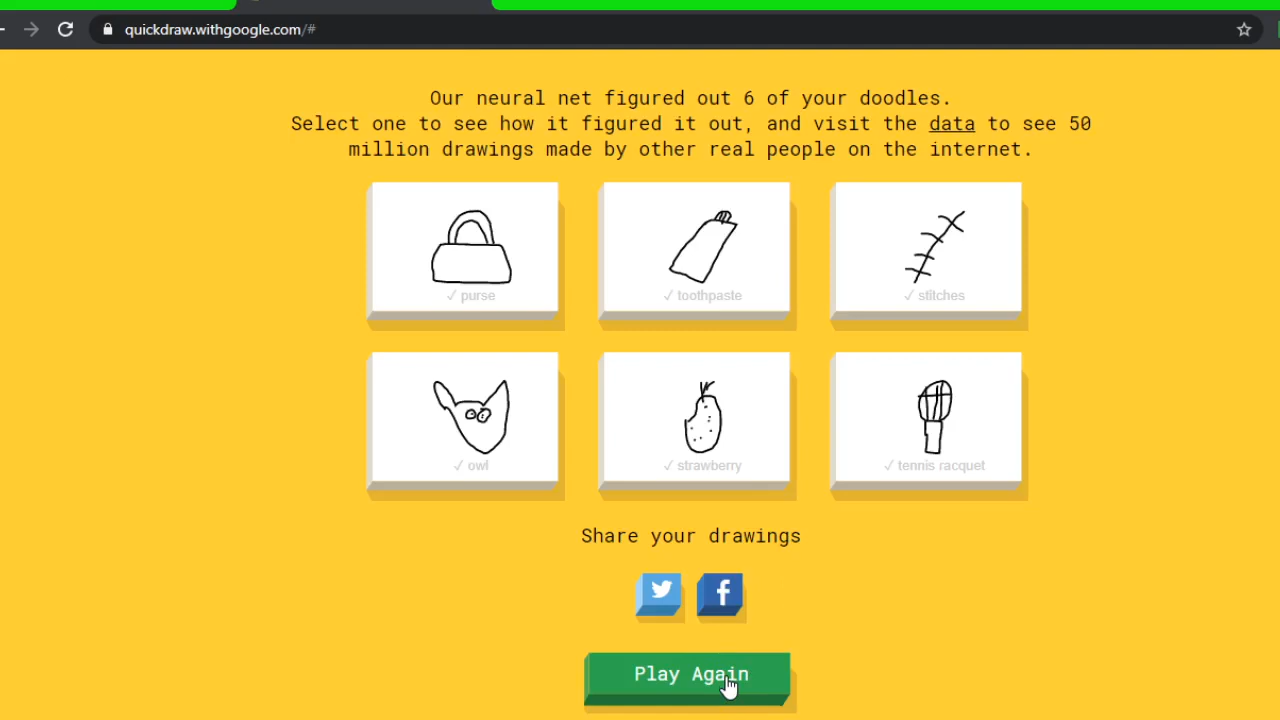 quickdraw.withgoogle.com/#
Our neural net figured out 6 of your doodles.
Select one to see how it figured it out, and visit the data to see 50
million drawings made by other real people on the internet.
✓ purse
✓ toothpaste
✓ stitches
✓ owl
✓ strawberry
✓ tennis racquet
Share your drawings
f
Play Again